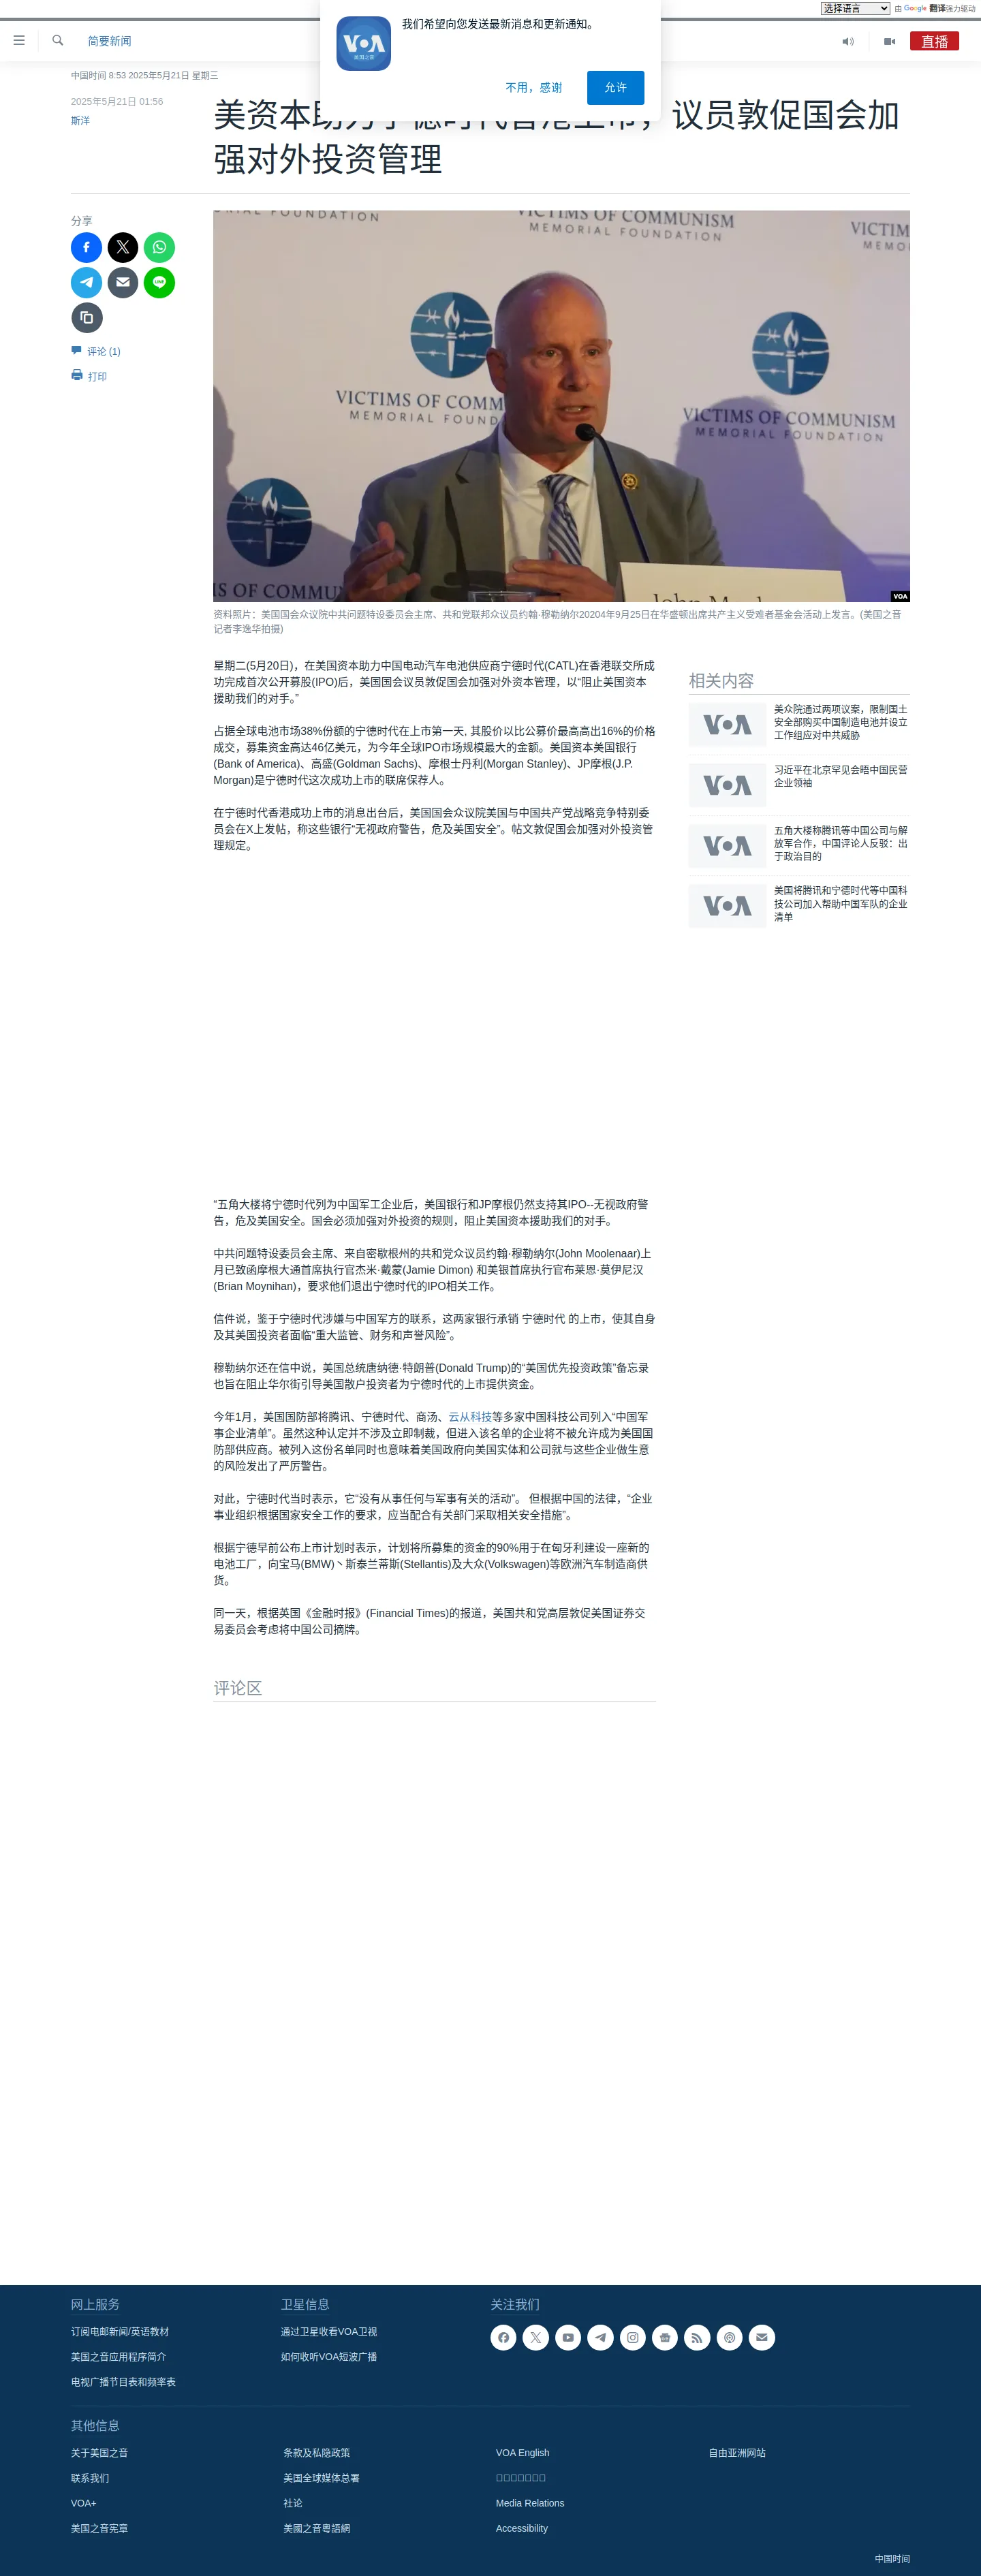 选择语言 由 Google 翻译强力驱动
我们希望向您发送最新消息和更新通知。
VOA
美国之音
不用，感谢
允许
简要新闻
直播
中国时间 8:53 2025年5月21日 星期三
2025年5月21日 01:56
斯洋
议员敦促国会加
强对外投资管理
分享
评论 (1)
打印
VICTIMS OF COMMUNISM
MEMORIAL FOUNDATION
VICTIMS OF COMMUNISM
MEMORIAL FOUNDATION
VICTIMS OF COMMUNISM
MEMORIAL FOUNDATION
VOA
资料照片：美国国会众议院中共问题特设委员会主席、共和党联邦众议员约翰·穆勒纳尔20204年9月25日在华盛顿出席共产主义受难者基金会活动上发言。(美国之音
记者李逸华拍摄)
星期二(5月20日)，在美国资本助力中国电动汽车电池供应商宁德时代(CATL)在香港联交所成
功完成首次公开募股(IPO)后，美国国会议员敦促国会加强对外资本管理，以“阻止美国资本
援助我们的对手。”
占据全球电池市场38%份额的宁德时代在上市第一天, 其股价以比公募价最高高出16%的价格
成交，募集资金高达46亿美元，为今年全球IPO市场规模最大的金额。美国资本美国银行
(Bank of America)、高盛(Goldman Sachs)、摩根士丹利(Morgan Stanley)、JP摩根(J.P.
Morgan)是宁德时代这次成功上市的联席保荐人。
在宁德时代香港成功上市的消息出台后，美国国会众议院美国与中国共产党战略竞争特别委
员会在X上发帖，称这些银行“无视政府警告，危及美国安全”。帖文敦促国会加强对外投资管
理规定。
相关内容
VOA
美众院通过两项议案，限制国土
安全部购买中国制造电池并设立
工作组应对中共威胁
VOA
习近平在北京罕见会晤中国民营
企业领袖
VOA
五角大楼称腾讯等中国公司与解
放军合作，中国评论人反驳：出
于政治目的
VOA
美国将腾讯和宁德时代等中国科
技公司加入帮助中国军队的企业
清单
“五角大楼将宁德时代列为中国军工企业后，美国银行和JP摩根仍然支持其IPO--无视政府警
告，危及美国安全。国会必须加强对外投资的规则，阻止美国资本援助我们的对手。
中共问题特设委员会主席、来自密歇根州的共和党众议员约翰·穆勒纳尔(John Moolenaar)上
月已致函摩根大通首席执行官杰米·戴蒙(Jamie Dimon) 和美银首席执行官布莱恩·莫伊尼汉
(Brian Moynihan)，要求他们退出宁德时代的IPO相关工作。
信件说，鉴于宁德时代涉嫌与中国军方的联系，这两家银行承销 宁德时代 的上市，使其自身
及其美国投资者面临“重大监管、财务和声誉风险”。
穆勒纳尔还在信中说，美国总统唐纳德·特朗普(Donald Trump)的“美国优先投资政策”备忘录
也旨在阻止华尔街引导美国散户投资者为宁德时代的上市提供资金。
今年1月，美国国防部将腾讯、宁德时代、商汤、云从科技等多家中国科技公司列入“中国军
事企业清单”。虽然这种认定并不涉及立即制裁，但进入该名单的企业将不被允许成为美国国
防部供应商。被列入这份名单同时也意味着美国政府向美国实体和公司就与这些企业做生意
的风险发出了严厉警告。
对此，宁德时代当时表示，它“没有从事任何与军事有关的活动”。 但根据中国的法律，“企业
事业组织根据国家安全工作的要求，应当配合有关部门采取相关安全措施”。
根据宁德早前公布上市计划时表示，计划将所募集的资金的90%用于在匈牙利建设一座新的
电池工厂，向宝马(BMW)丶斯泰兰蒂斯(Stellantis)及大众(Volkswagen)等欧洲汽车制造商供
货。
同一天，根据英国《金融时报》(Financial Times)的报道，美国共和党高层敦促美国证券交
易委员会考虑将中国公司摘牌。
评论区
网上服务
订阅电邮新闻/英语教材
美国之音应用程序简介
电视广播节目表和频率表
卫星信息
通过卫星收看VOA卫视
如何收听VOA短波广播
关注我们
其他信息
关于美国之音
联系我们
VOA+
美国之音宪章
条款及私隐政策
美国全球媒体总署
社论
美國之音粵語網
VOA English
Media Relations
Accessibility
自由亚洲网站
中国时间